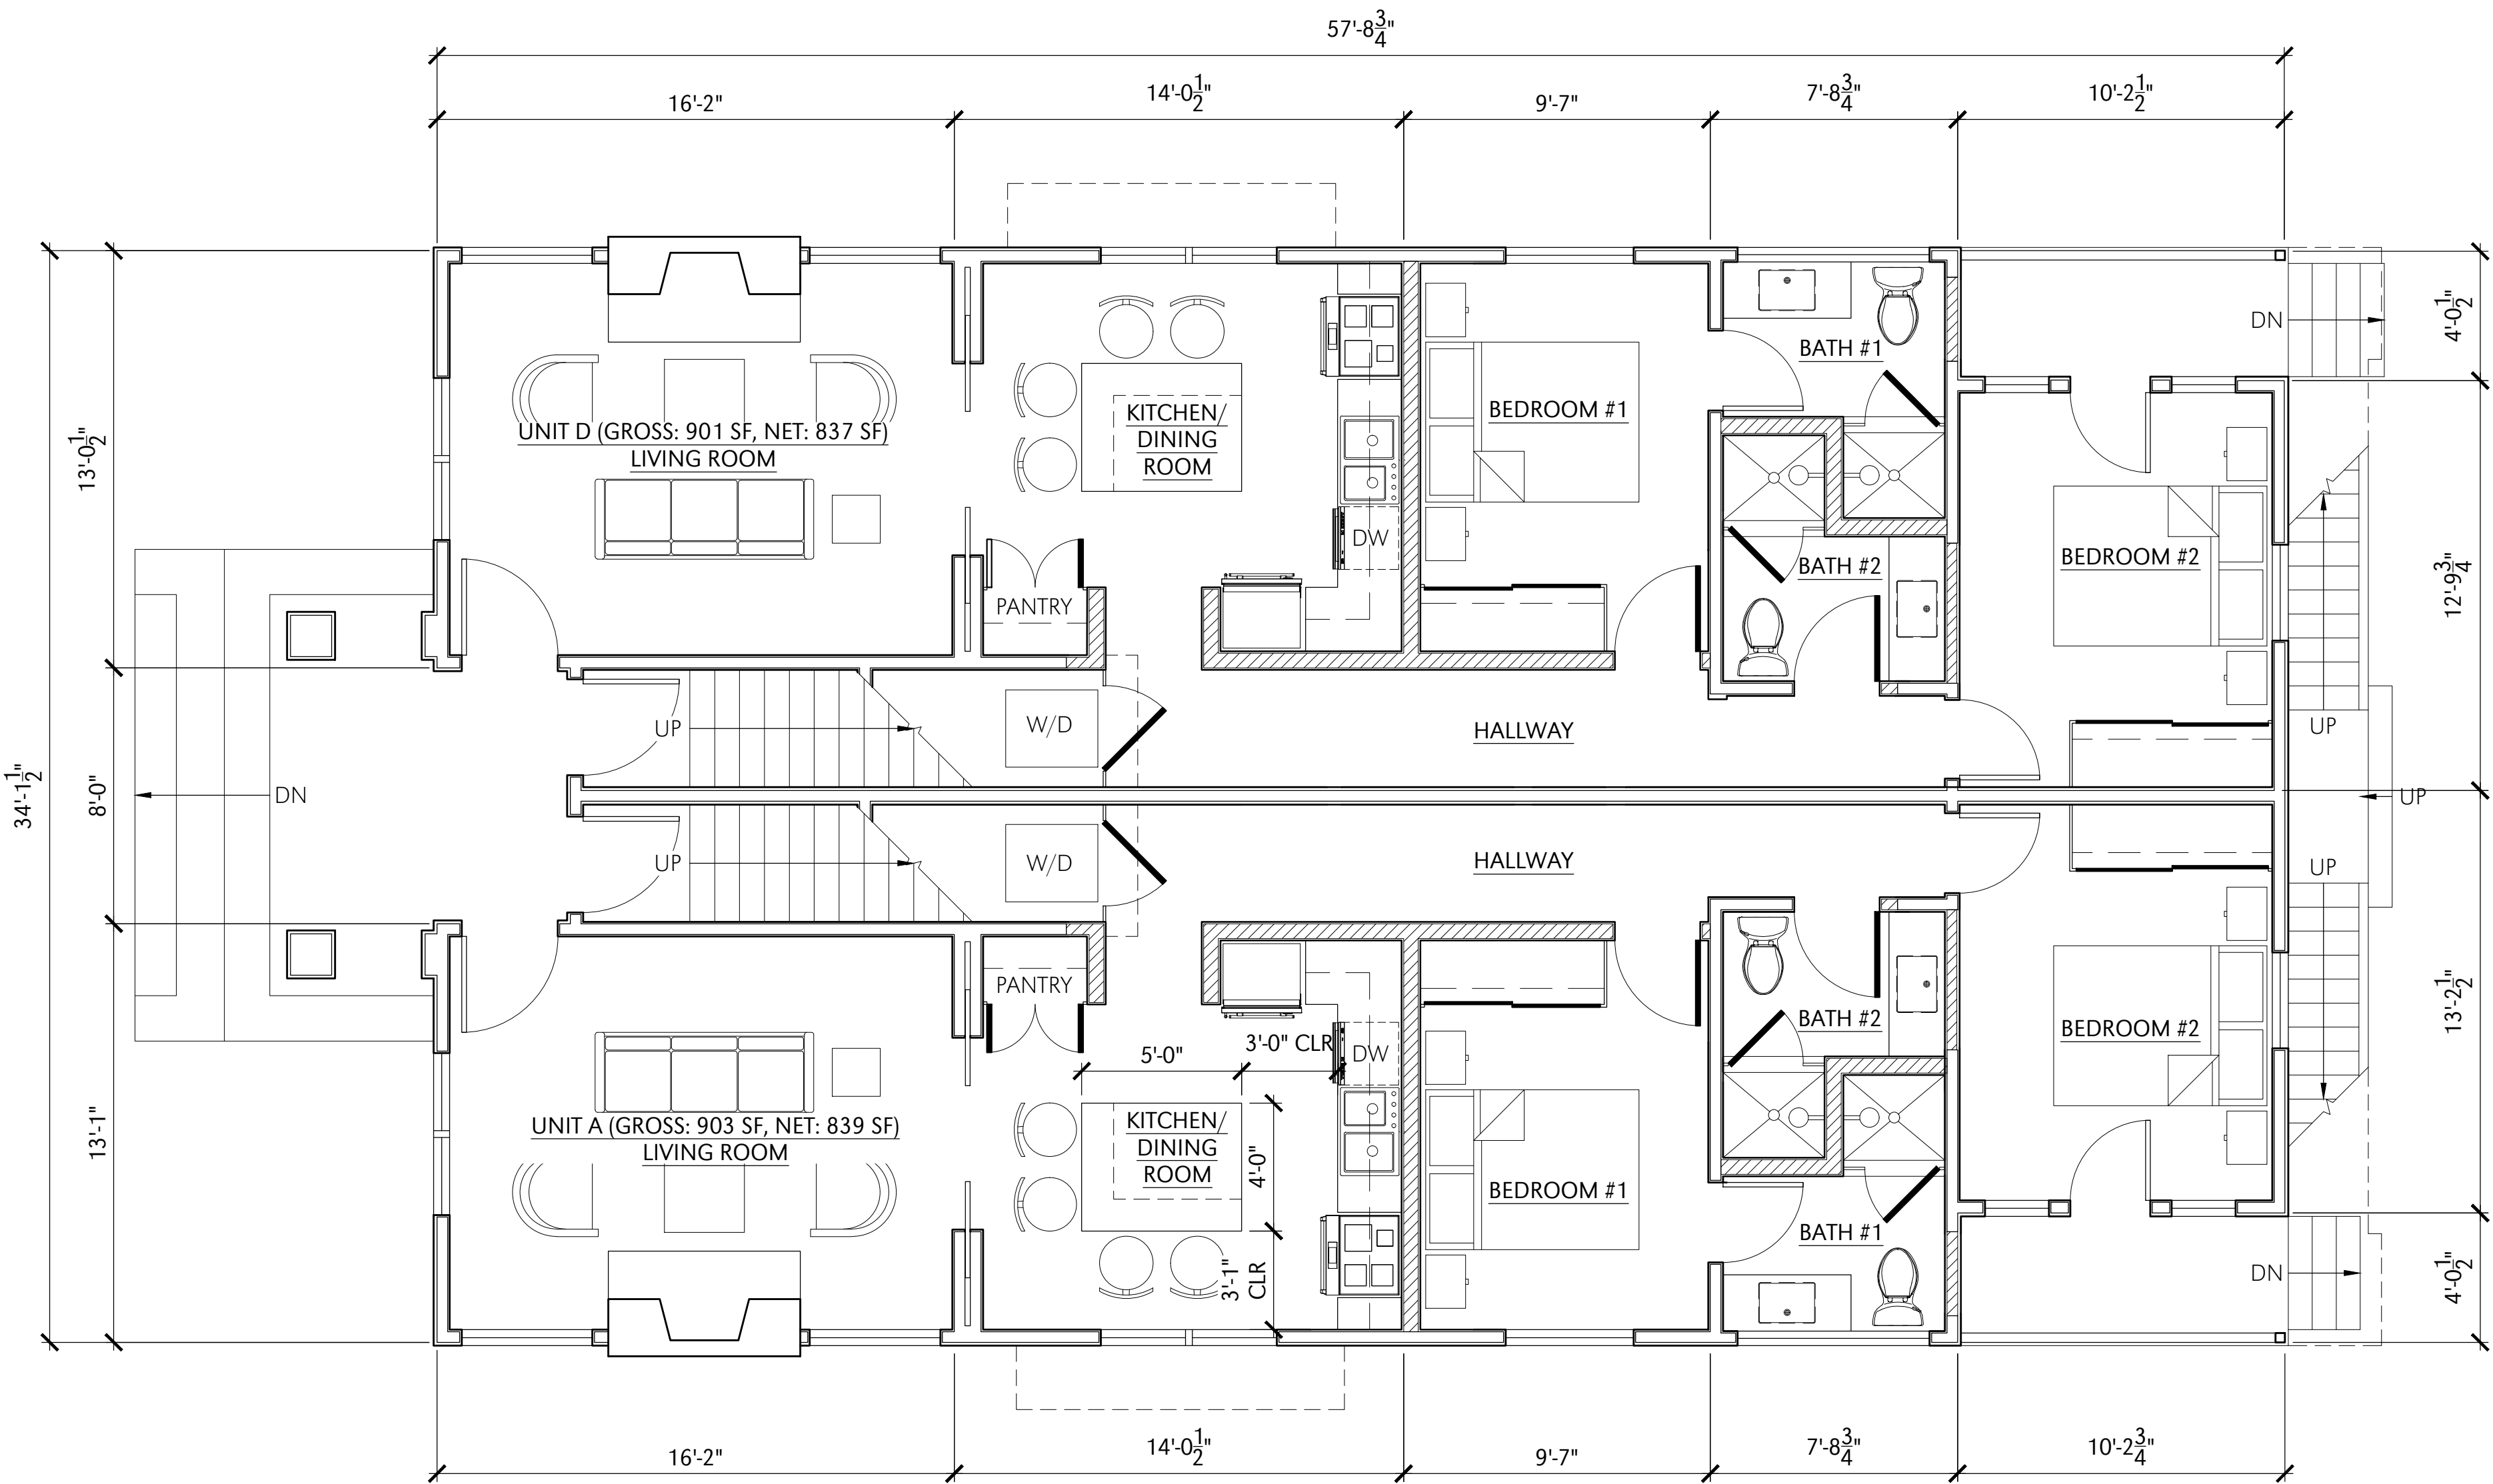 57'-8 3/4"
16'-2"
14'-0 1/2"
9'-7"
7'-8 3/4"
10'-2 1/2"
34'-1 1/2"
13'-0 1/2"
8'-0"
13'-1"
4'-0 1/2"
12'-9 3/4"
13'-2 1/2"
4'-0 1/2"
UNIT D (GROSS: 901 SF, NET: 837 SF)
LIVING ROOM
KITCHEN/
DINING
ROOM
DW
PANTRY
BEDROOM #1
BATH #1
BATH #2
BEDROOM #2
DN
UP
W/D
HALLWAY
UP
DN
UP
UP
W/D
HALLWAY
UP
PANTRY
5'-0"
3'-0" CLR
DW
BATH #2
BEDROOM #2
UNIT A (GROSS: 903 SF, NET: 839 SF)
LIVING ROOM
KITCHEN/
DINING
ROOM
4'-0"
3'-1"
CLR
BEDROOM #1
BATH #1
DN
16'-2"
14'-0 1/2"
9'-7"
7'-8 3/4"
10'-2 3/4"